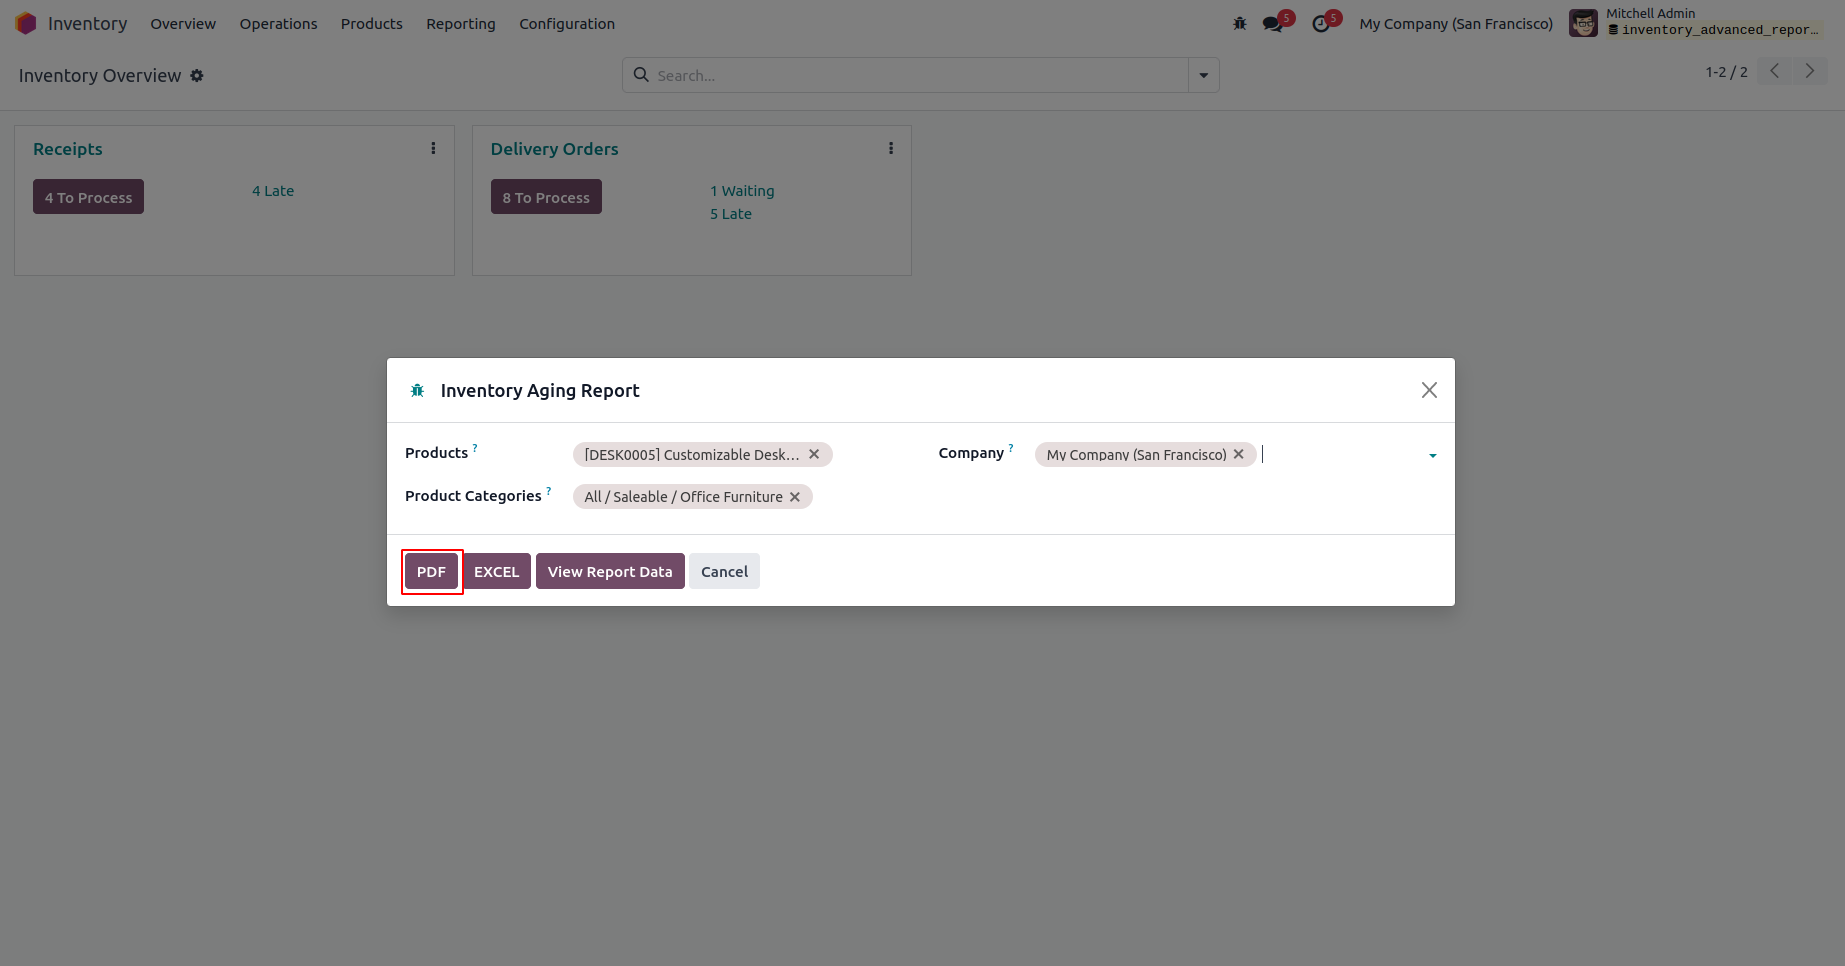 Inventory Overview Operations Products Reporting Configuration 5 5 My Company (San Francisco) Mitchell Admin
inventory_advanced_repor...
Inventory Overview Search... 1-2 / 2
Receipts Delivery Orders
4 To Process 4 Late 8 To Process 1 Waiting
5 Late
Inventory Aging Report
Products ? [DESK0005] Customizable Desk... Company ? My Company (San Francisco)
Product Categories ? All / Saleable / Office Furniture
PDF EXCEL View Report Data Cancel